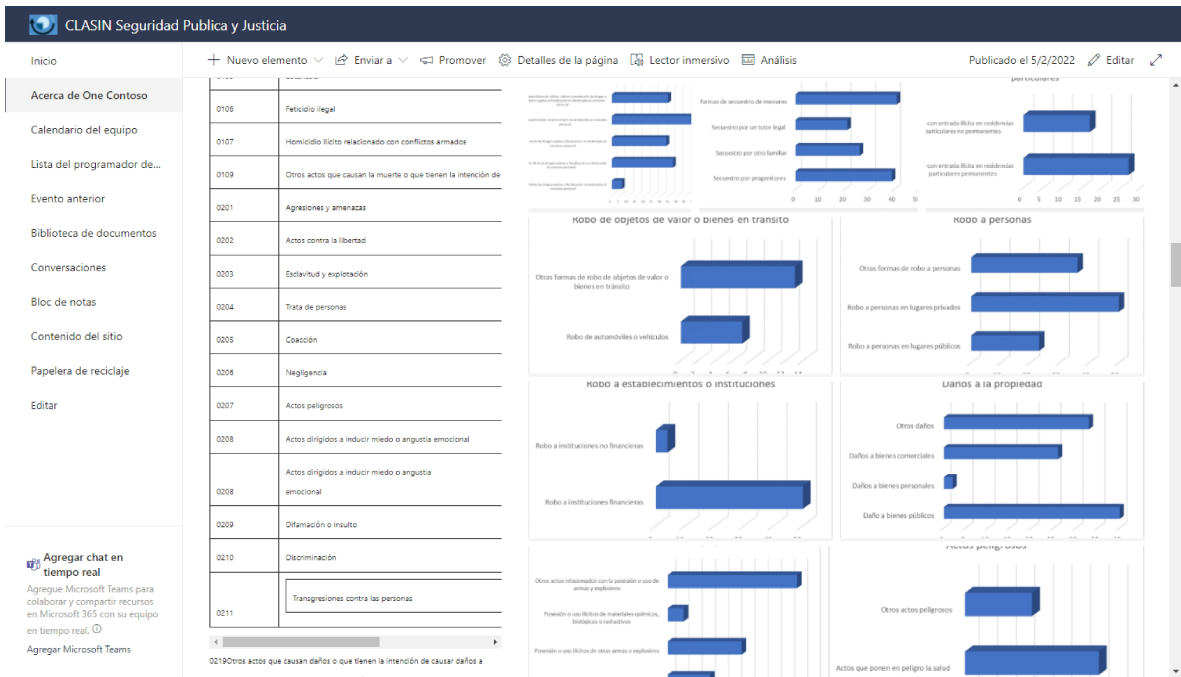 CLASIN Seguridad Publica y Justicia
Inicio
Acerca de One Contoso
Calendario del equipo
Lista del programador de...
Evento anterior
Biblioteca de documentos
Conversaciones
Bloc de notas
Contenido del sitio
Papelera de reciclaje
Editar
Agregar chat en
tiempo real
Agregue Microsoft Teams para
colaborar y compartir recursos
en Microsoft 365 con su equipo
en tiempo real.
Agregar Microsoft Teams
Nuevo elemento
Enviar a
Promover
Detalles de la página
Lector inmersivo
Análisis
Publicado el 5/2/2022
Editar
0106 Feticidio ilegal
0107 Homicidio ilícito relacionado con conflictos armados
0109 Otros actos que causan la muerte o que tienen la intención de
0201 Agresiones y amenazas
0202 Actos contra la libertad
0203 Esclavitud y explotación
0204 Trata de personas
0205 Coacción
0206 Negligencia
0207 Actos peligrosos
0208 Actos dirigidos a inducir miedo o angustia emocional
Actos dirigidos a inducir miedo o angustia
0208 emocional
0209 Difamación o insulto
0210 Discriminación
0211 Transgresiones contra las personas
0219Otros actos que causan daños o que tienen la intención de causar daños a
formas de secuestro de menores
Secuestro por un tutor legal
Secuestro por otro familiar
Secuestro por progenitores
0 10 20 30 40
particulares
con entrada ilícita en residencias
particulares no permanentes
con entrada ilícita en residencias
particulares permanentes
0 5 10 15 20 25 30
Robo de objetos de valor o bienes en tránsito
Otras formas de robo de objetos de valor o
bienes en tránsito
Robo de automóviles o vehículos
Robo a personas
Otras formas de robo a personas
Robo a personas en lugares privados
Robo a personas en lugares públicos
Robo a establecimientos o instituciones
Robo a instituciones no financieras
Robo a instituciones financieras
Daños a la propiedad
Otros daños
Daños a bienes comerciales
Daños a bienes personales
Daño a bienes públicos
Otros actos relacionados con la posesión o uso de
armas y explosivos
Posesión o uso ilícitos de materiales químicos,
biológicos o radiactivos
Posesión o uso ilícitos de otras armas o explosivos
Actos peligrosos
Otros actos peligrosos
Actos que ponen en peligro la salud